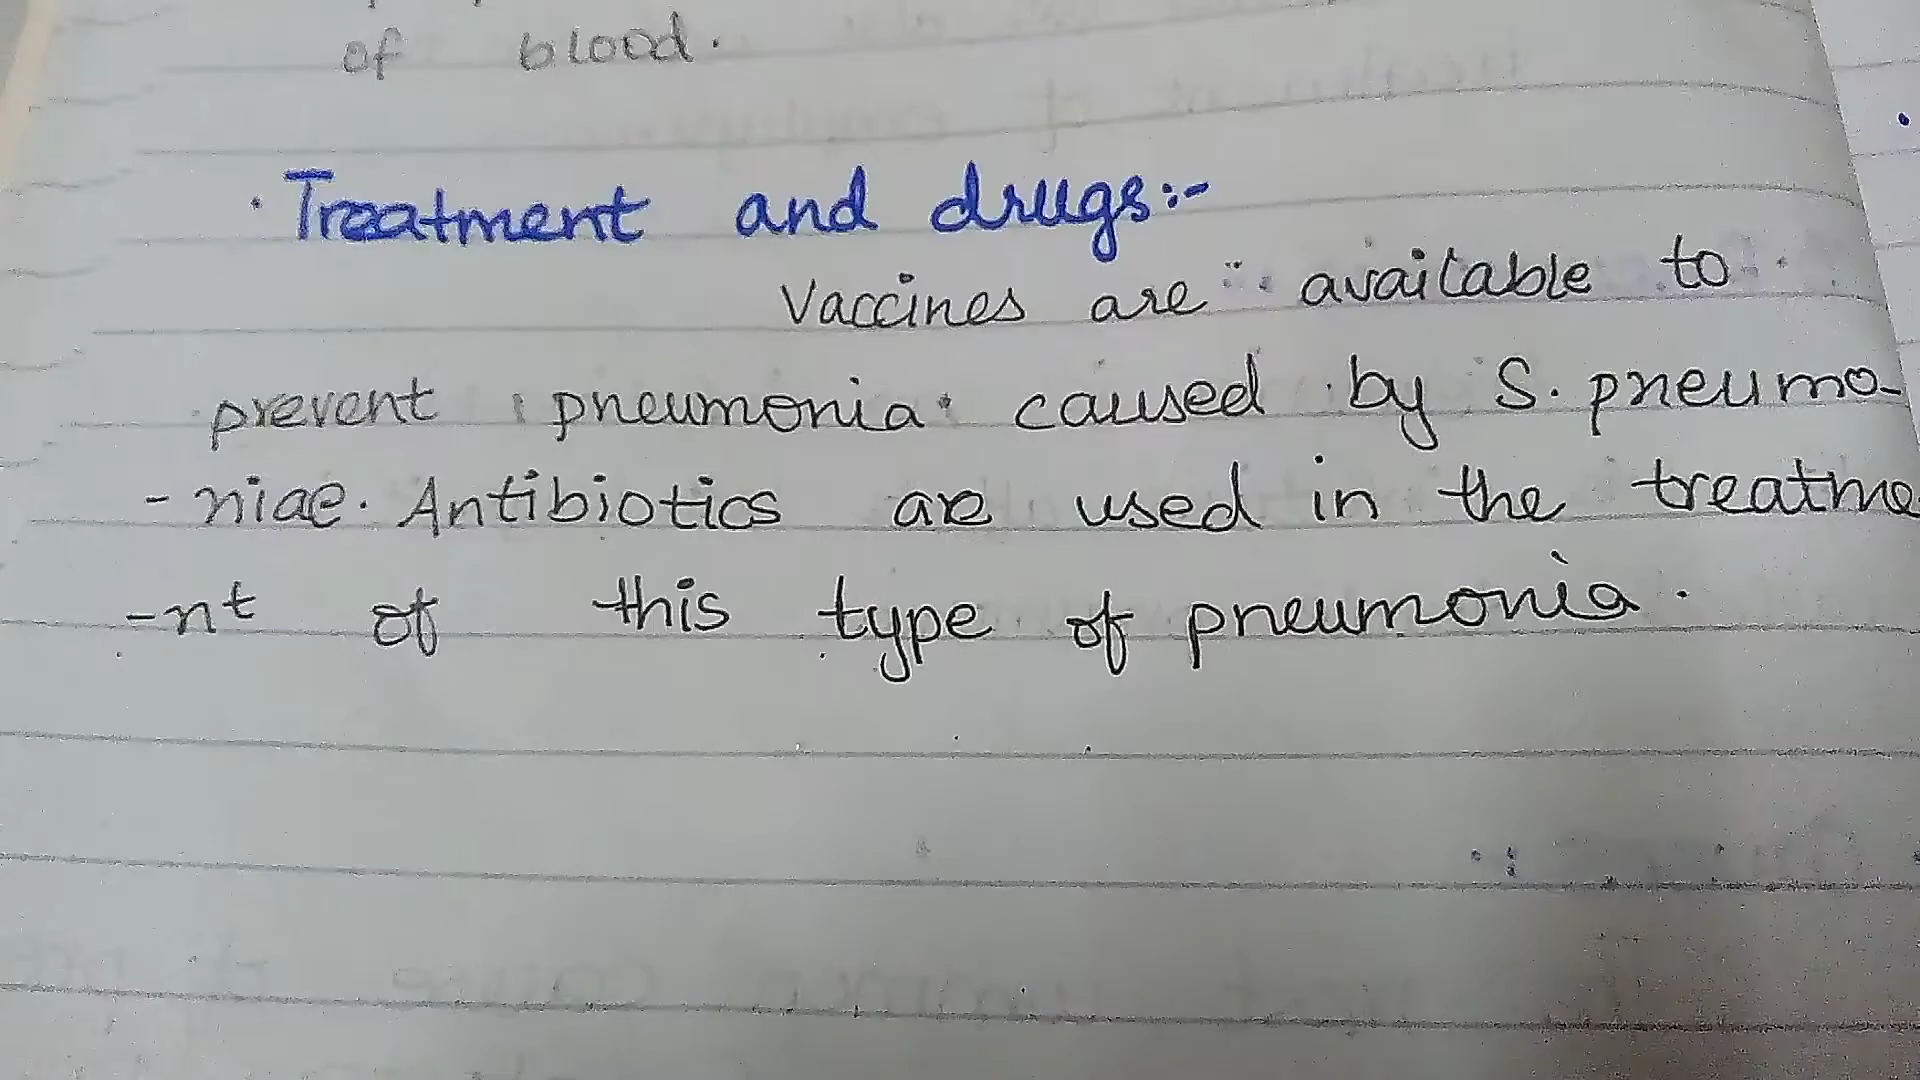 of blood.
· Treatment and drugs:-
Vaccines are available to
prevent pneumonia caused by S. pneumo-
- niae. Antibiotics are used in the treatme
-nt of this type of pneumonia.